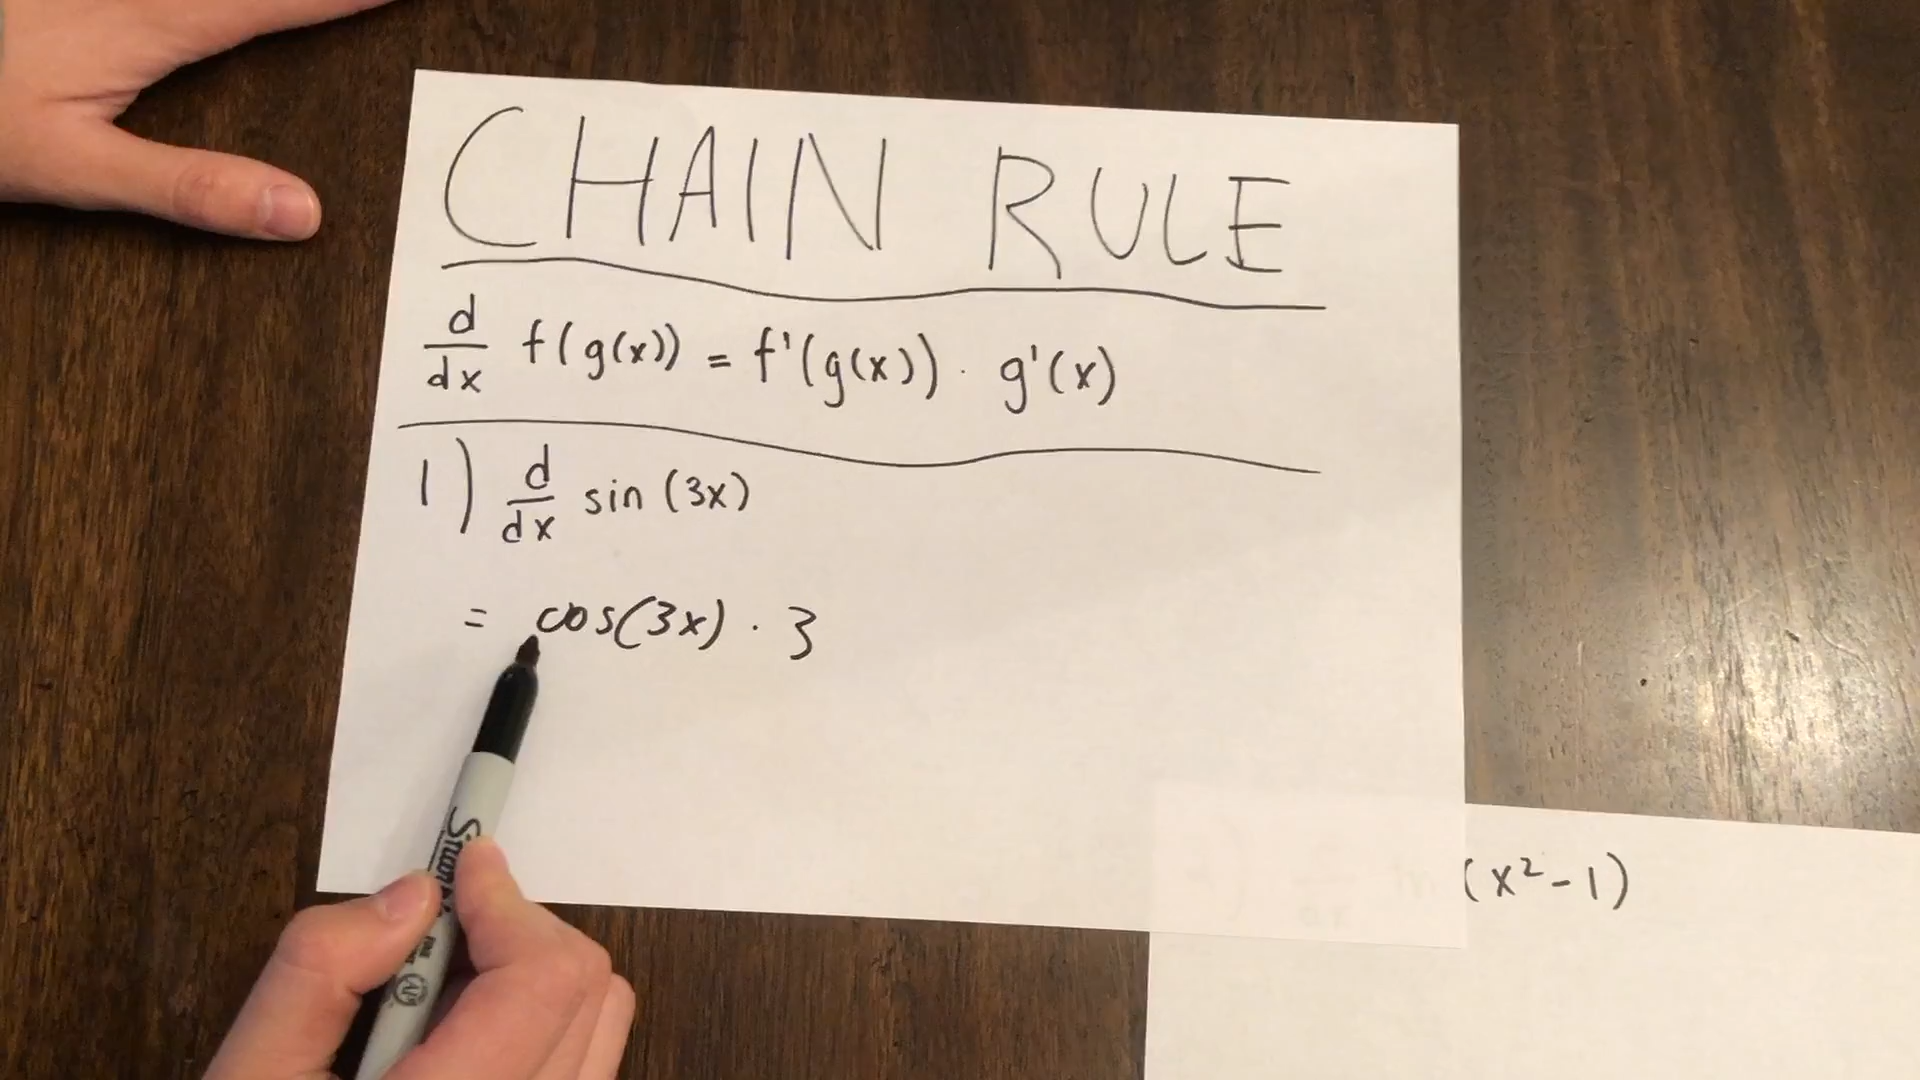 CHAIN RULE
d/dx f(g(x)) = f'(g(x)) · g'(x)
1) d/dx sin (3x)
= cos(3x) · 3
(x²-1)